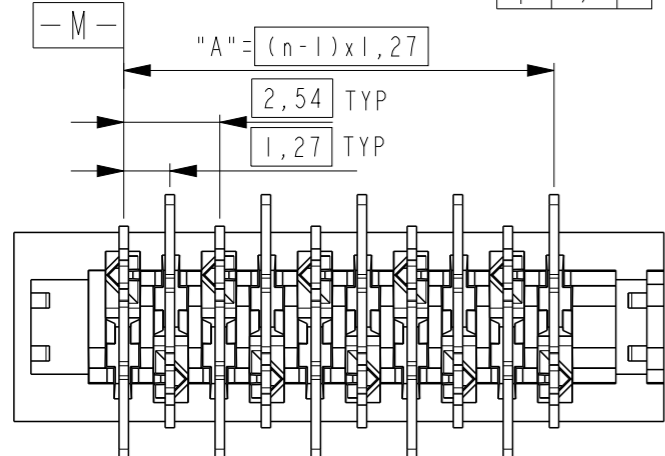 — M —
"A"= (n-1)x1,27
2,54 TYP
1,27 TYP